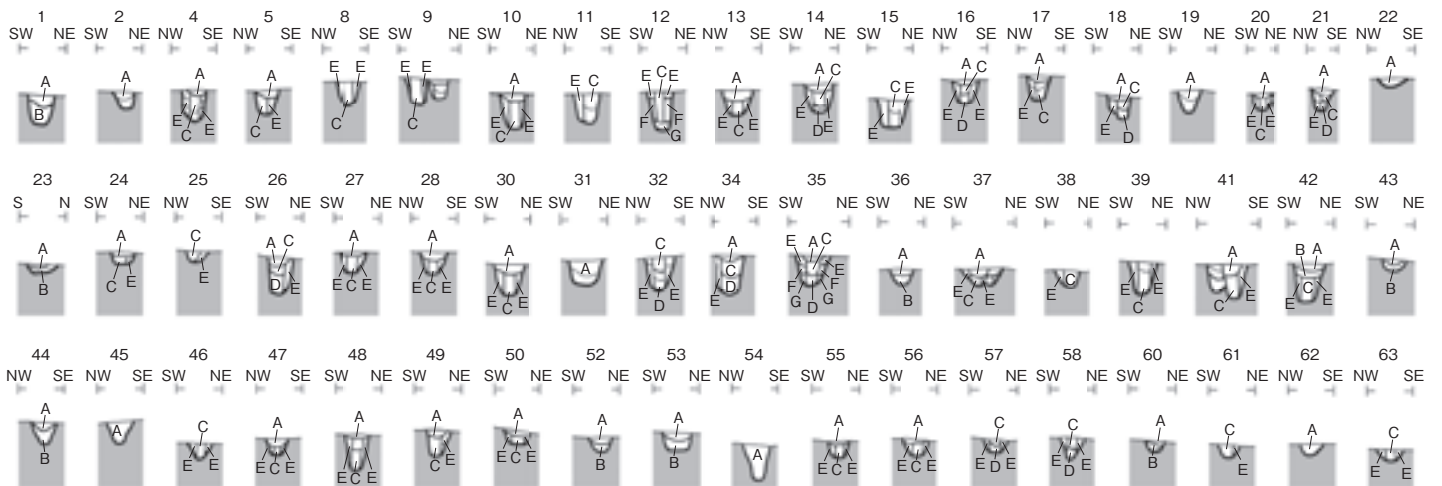 1 2 4 5 8 9 10 11 12 13 14 15 16 17 18 19 20 21 22
SW NE SW NE NW SE NW SE SW NE SW NE SW NE NW SE SW NE SW NE SW NE NW SE SW NE NW SE SW NE NW SE SW NE NW SE NW SE
A B
A
A E C E
A C E
E E C
E E C
A E C E
E C
E C E F F G
A E C E
A C E D E
C E E
A C E E D
A E C
A C E D
A
A E E C
A E C D
A
23 24 25 26 27 28 30 31 32 34 35 36 37 38 39 41 42 43
S N SW NE NW SE SW NE NW SE NW SE SW NE NW SE SW NE NW SE SW NE SW NE SW NE SW NE SW NE NW SE SW NE NW SE
A B
A C E
C E
A C D E
A E C E
A E C E
A E C E
A
C E E D
A C D E
E A C E F F G G D
A B
A E C E
E C
E E C
A E C
B A C E E
A B
44 45 46 47 48 49 50 52 53 54 55 56 57 58 60 61 62 63
NW SE NW SE SW NE NW SE SW NE SW NE NW SE SW NE SW NE NW SE SW NE SW NE SW NE SW NE SW NE NW SE NW SE NW SE
A B
A
C E E
A E C E
A E C E
A C E
A E C E
A B
A B
A
A E C E
A E C E
C E D E
C E D E
A B
C E
A
C E E